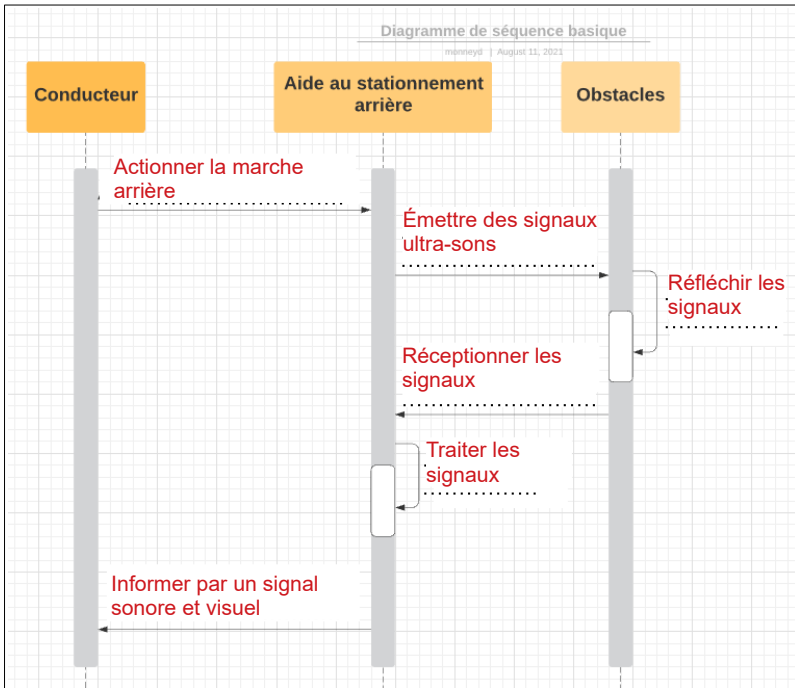 Diagramme de séquence basique
monneyd | August 11, 2021
Conducteur
Aide au stationnement
arrière
Obstacles
Actionner la marche
arrière
Émettre des signaux
ultra-sons
Réfléchir les
signaux
Réceptionner les
signaux
Traiter les
signaux
Informer par un signal
sonore et visuel